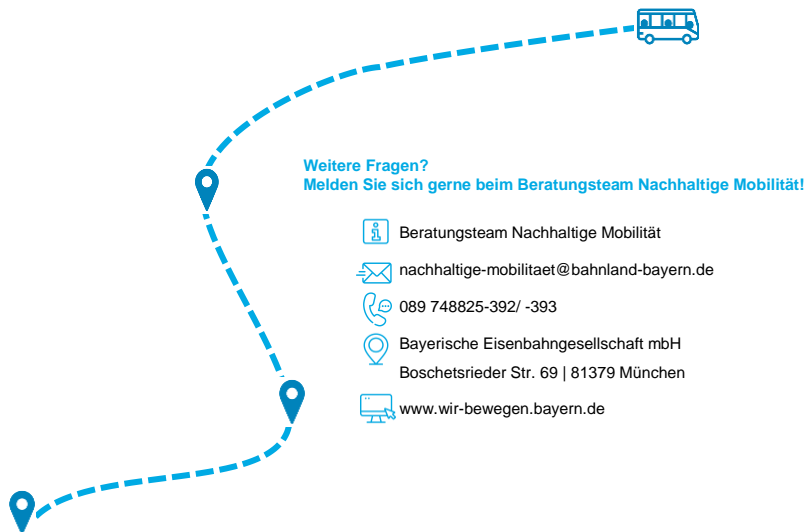 Weitere Fragen?
Melden Sie sich gerne beim Beratungsteam Nachhaltige Mobilität!
Beratungsteam Nachhaltige Mobilität
nachhaltige-mobilitaet@bahnland-bayern.de
089 748825-392/ -393
Bayerische Eisenbahngesellschaft mbH
Boschetsrieder Str. 69 | 81379 München
www.wir-bewegen.bayern.de